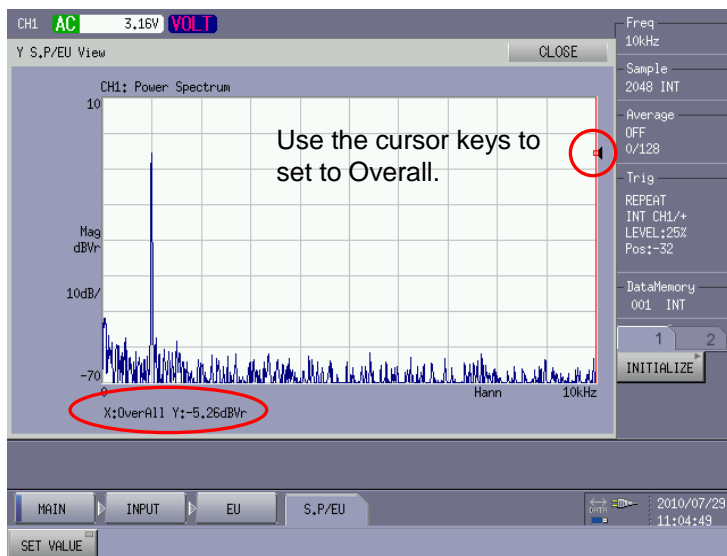 CH1 AC 3.16V VOLT
Y S.P/EU View
CLOSE
CH1: Power Spectrum
10
Mag
dBVr
10dB/
-70
0
Hann
10kHz
X:OverAll Y:-5.26dBVr
Use the cursor keys to
set to Overall.
Freq
10kHz
Sample
2048 INT
Average
OFF
0/128
Trig
REPEAT
INT CH1/+
LEVEL:25%
Pos:-32
DataMemory
001 INT
1 2
INITIALIZE
MAIN
INPUT
EU
S.P/EU
DATA
2010/07/29
11:04:49
SET VALUE